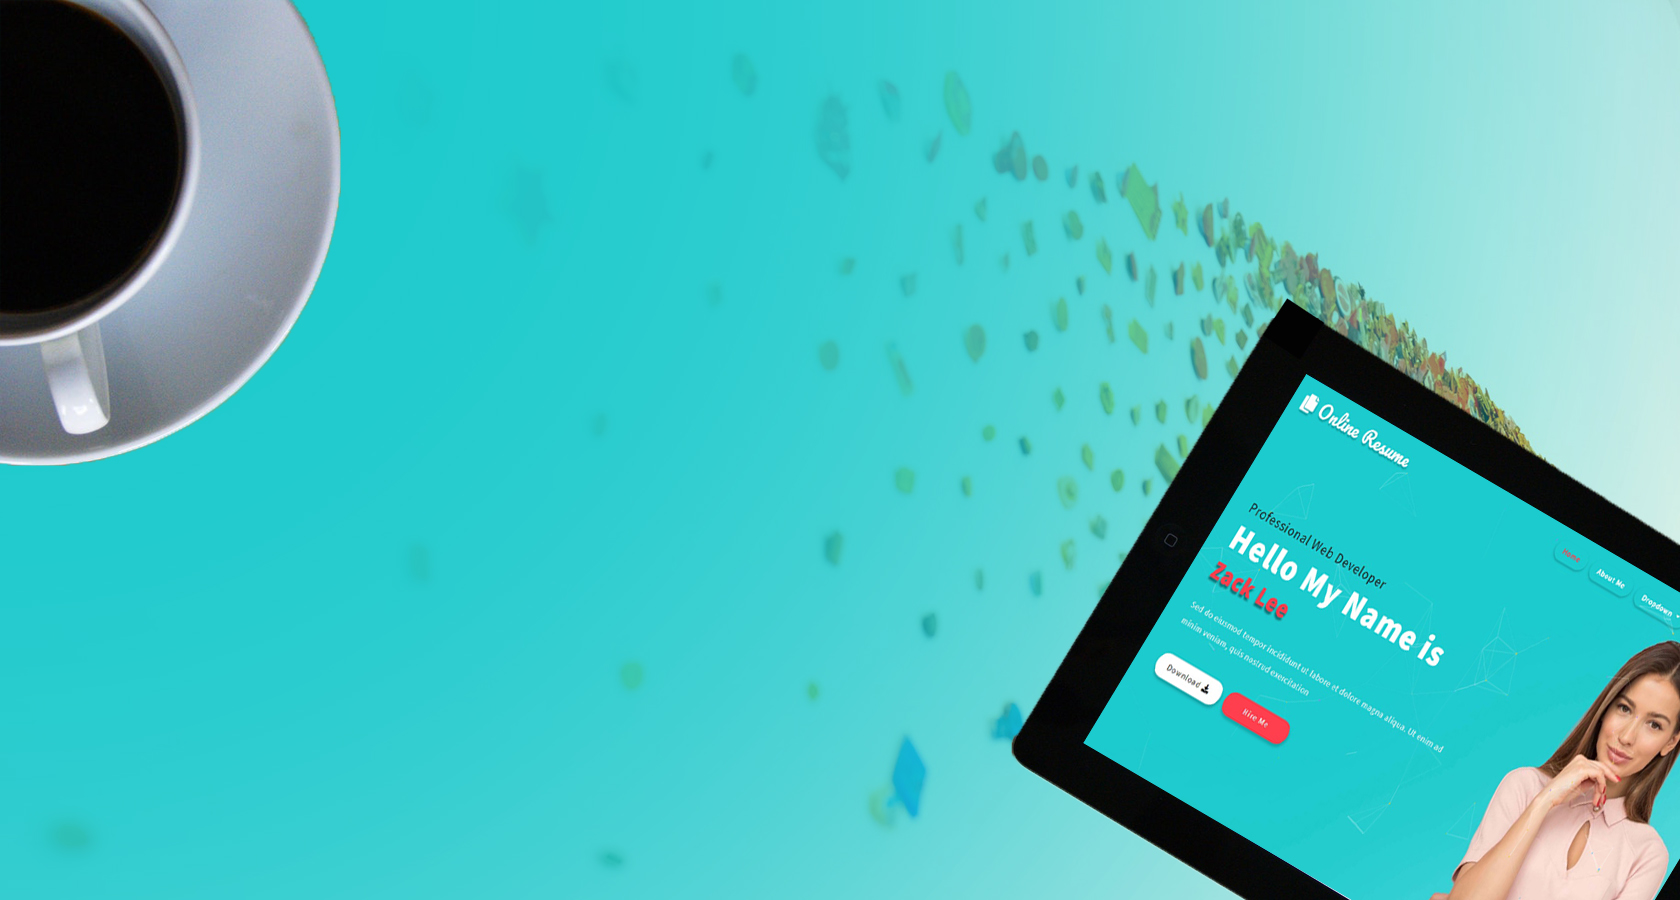 Online Resume
Home
About Me
Dropdown
Professional Web Developer
Hello My Name is
Zack Lee
Sed do eiusmod tempor incididunt ut labore et dolore magna aliqua. Ut enim ad
minim veniam, quis nostrud exercitation
Download
Hire Me